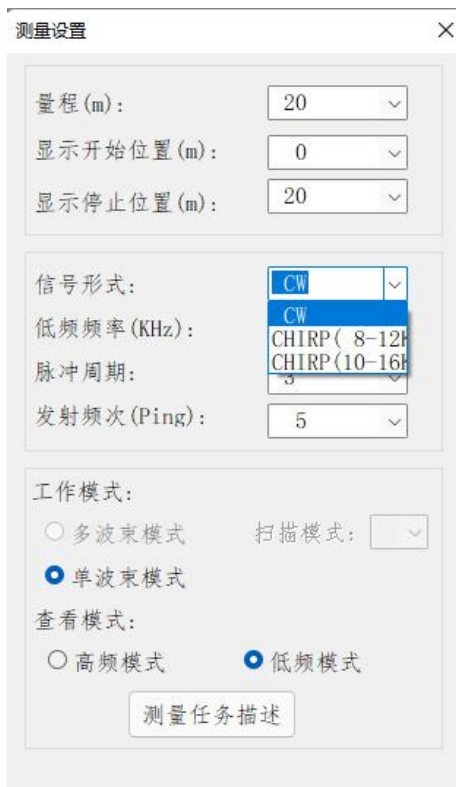 测量设置
量程(m): 20
显示开始位置(m): 0
显示停止位置(m): 20
信号形式: CW
CW
低频频率(KHz): CHIRP( 8-12
CHIRP(10-16
脉冲周期: 3
发射频次(Ping): 5
工作模式:
多波束模式 扫描模式:
单波束模式
查看模式:
高频模式 低频模式
测量任务描述